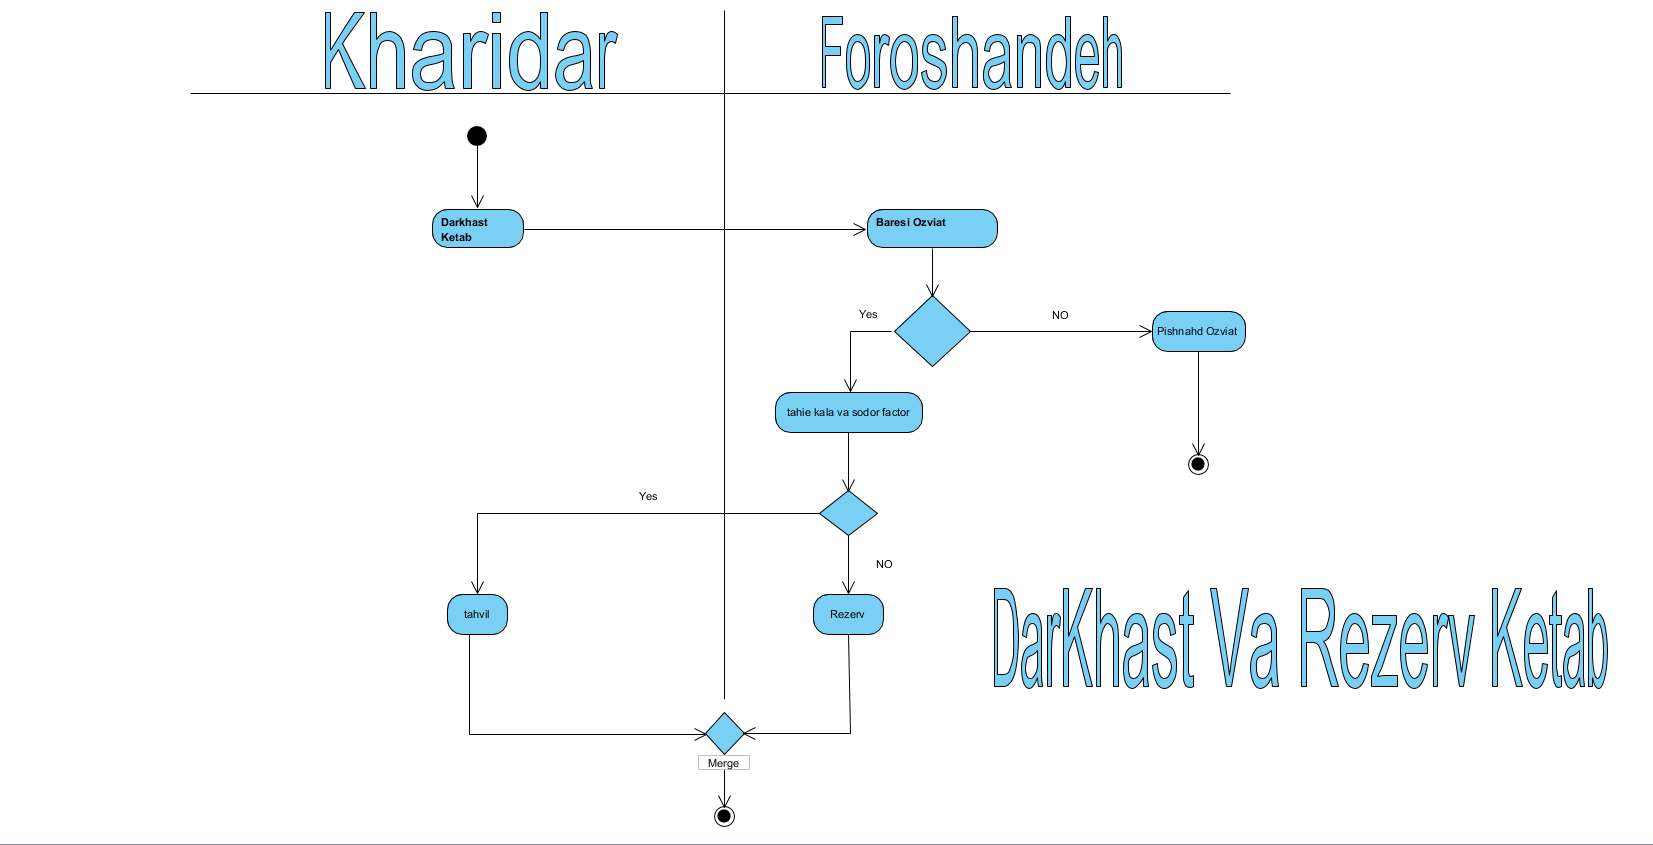 Kharidar
Foroshandeh
Darkhast
Ketab
Baresi Ozviat
Yes
NO
Pishnahd Ozviat
tahie kala va sodor factor
Yes
NO
tahvil
Rezerv
DarKhast Va Rezerv Ketab
Merge